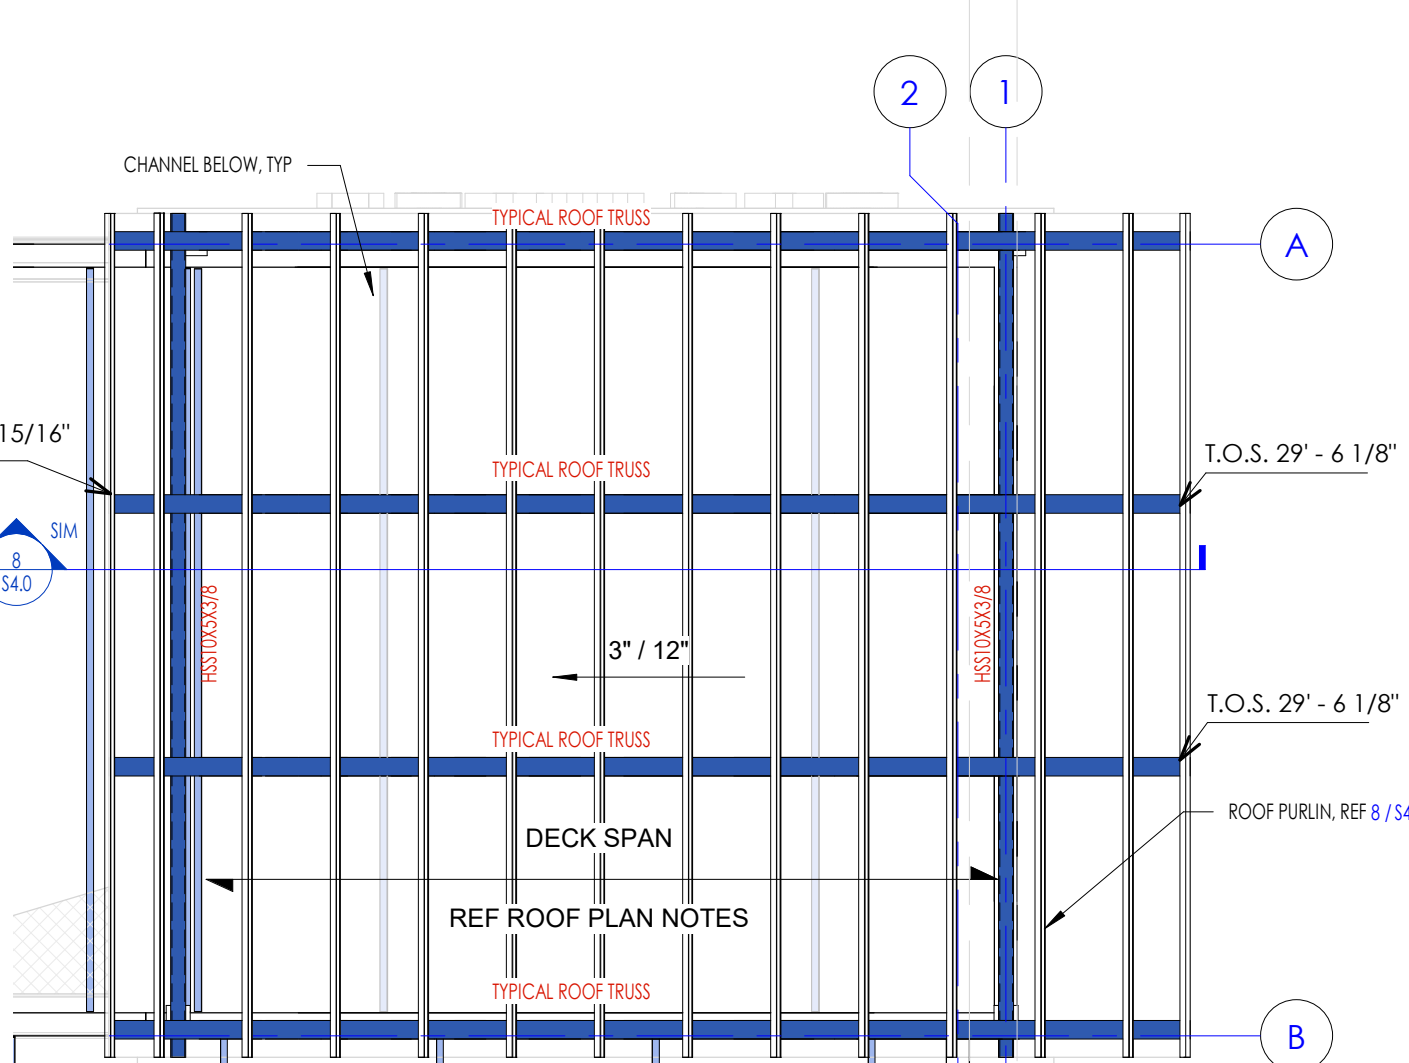 2
1
CHANNEL BELOW, TYP
TYPICAL ROOF TRUSS
A
15/16"
T.O.S. 29' - 6 1/8"
TYPICAL ROOF TRUSS
SIM
8
S4.0
HSS10X5X3/8
HSS10X5X3/8
3" / 12"
T.O.S. 29' - 6 1/8"
TYPICAL ROOF TRUSS
ROOF PURLIN, REF 8 / S4
DECK SPAN
REF ROOF PLAN NOTES
TYPICAL ROOF TRUSS
B